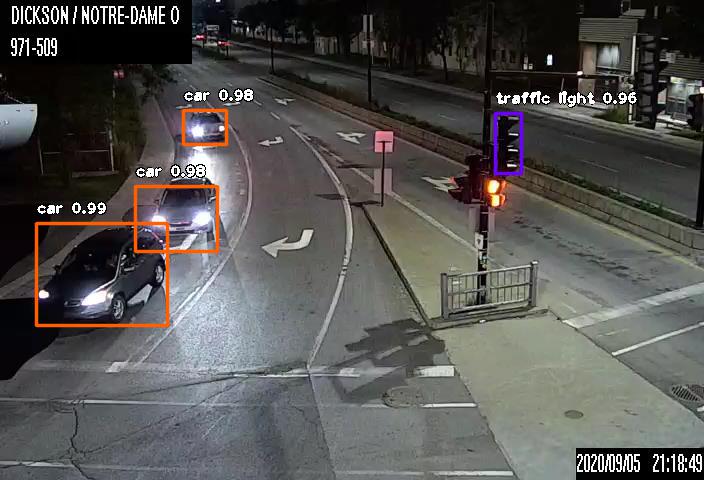 DICKSON / NOTRE-DAME O
971-509
car 0.98
traffic light 0.96
car 0.98
car 0.99
2020/09/05 21:18:49